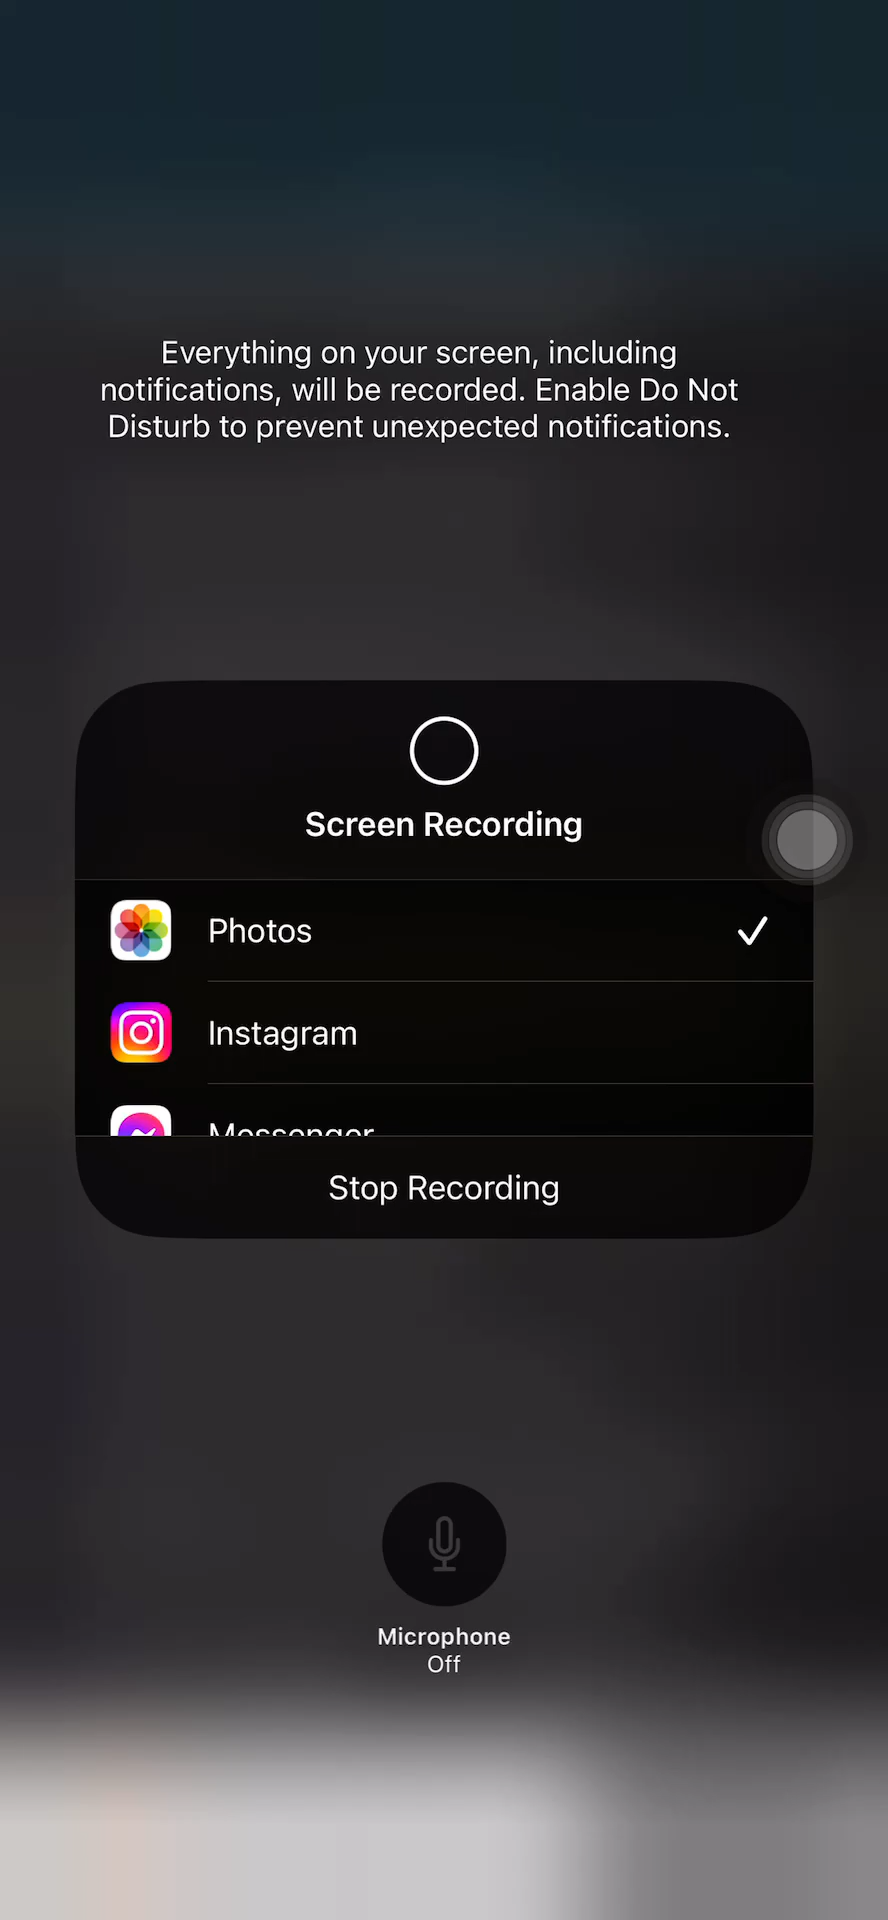 Everything on your screen, including
notifications, will be recorded. Enable Do Not
Disturb to prevent unexpected notifications.
Screen Recording
Photos
Instagram
Messenger
Stop Recording
Microphone
Off